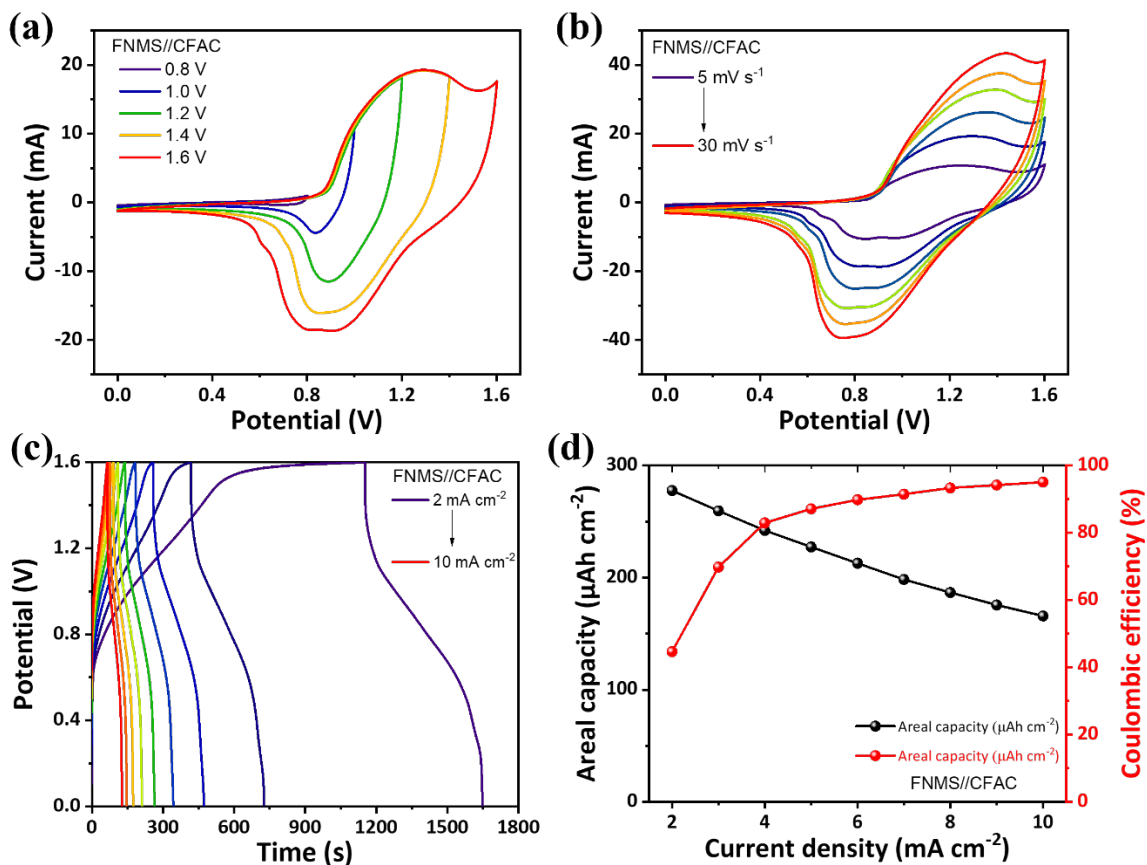 (a)
FNMS//CFAC
0.8 V
1.0 V
1.2 V
1.4 V
1.6 V
20
10
0
-10
-20
Current (mA)
0.0 0.4 0.8 1.2 1.6
Potential (V)
(b)
FNMS//CFAC
5 mV s⁻¹
30 mV s⁻¹
40
20
0
-20
-40
Current (mA)
0.0 0.4 0.8 1.2 1.6
Potential (V)
(c)
FNMS//CFAC
2 mA cm⁻²
10 mA cm⁻²
1.6
1.2
0.8
0.4
0.0
Potential (V)
0 300 600 900 1200 1500 1800
Time (s)
(d)
300
200
100
0
Areal capacity (μAh cm⁻²)
100
90
80
70
60
50
40
30
20
10
0
Coulombic efficiency (%)
Areal capacity (μAh cm⁻²)
Areal capacity (μAh cm⁻²)
FNMS//CFAC
2 4 6 8 10
Current density (mA cm⁻²)